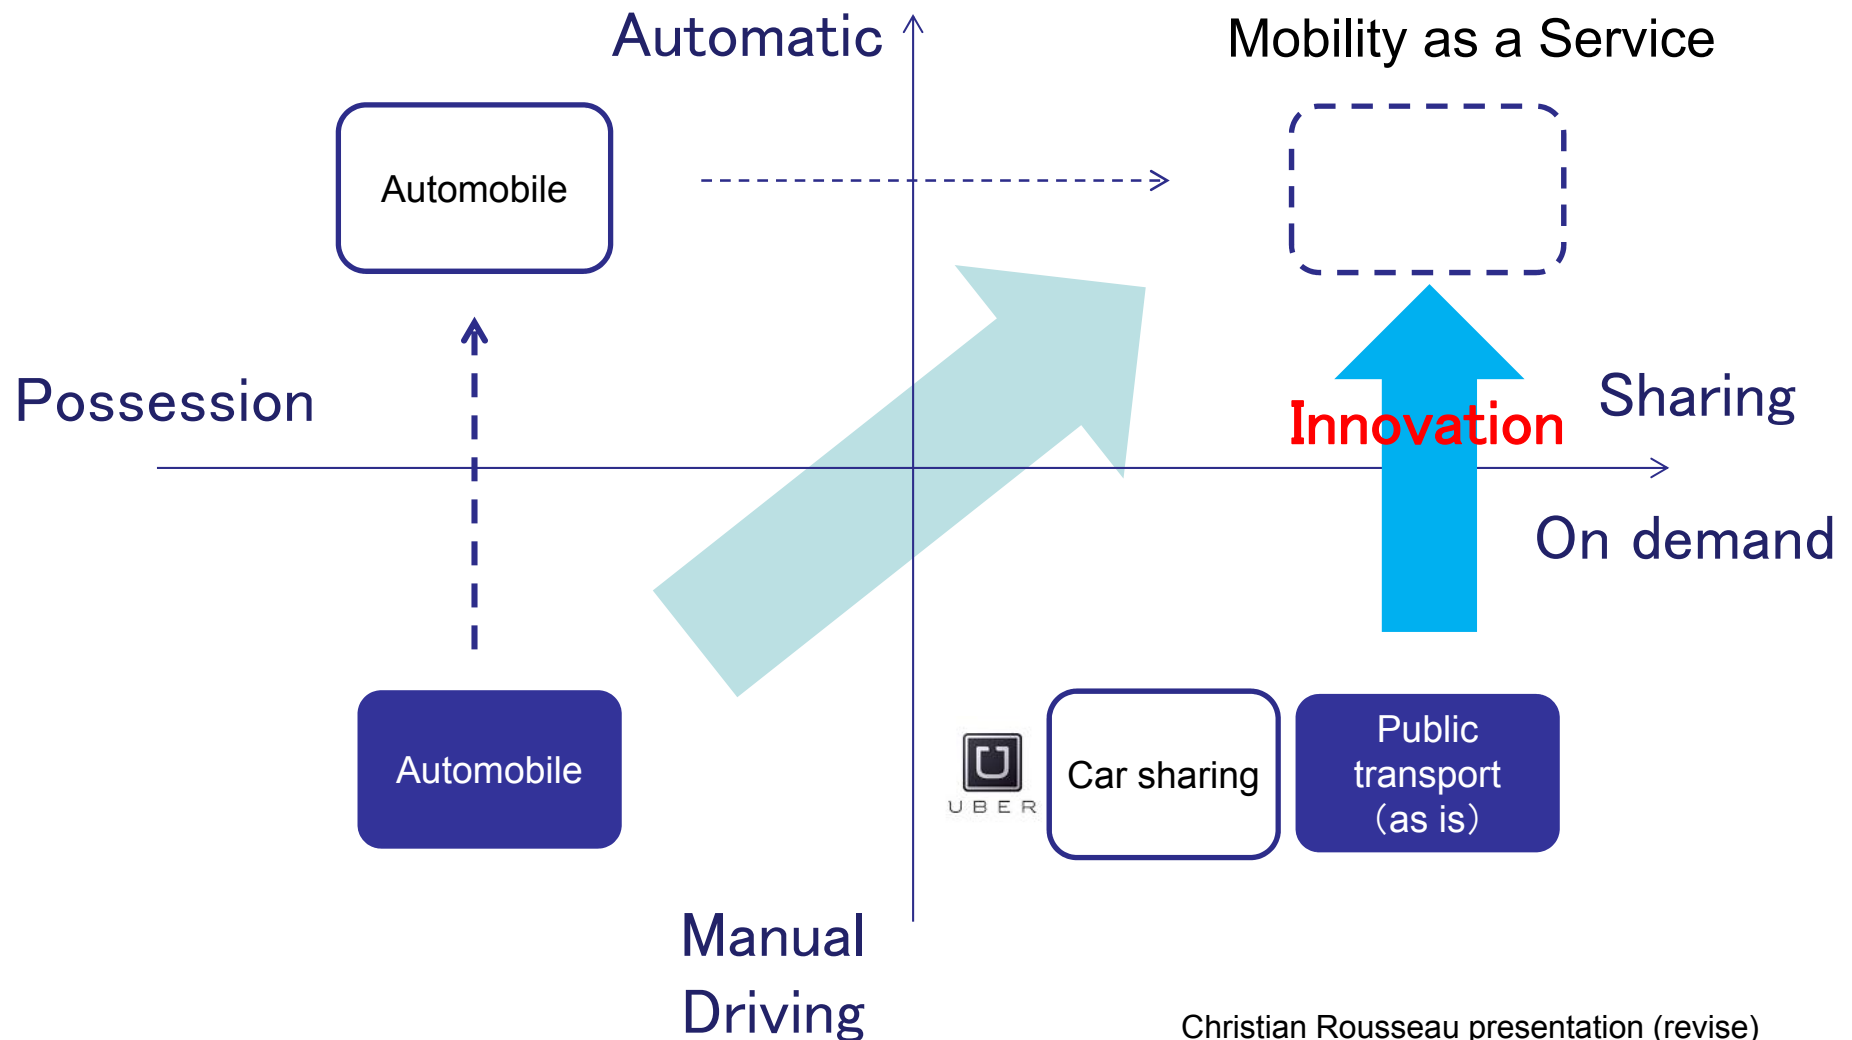 Automatic
Mobility as a Service
Automobile
Possession
Sharing
Innovation
On demand
Automobile
UBER
Car sharing
Public
transport
（as is）
Manual
Driving
Christian Rousseau presentation (revise)